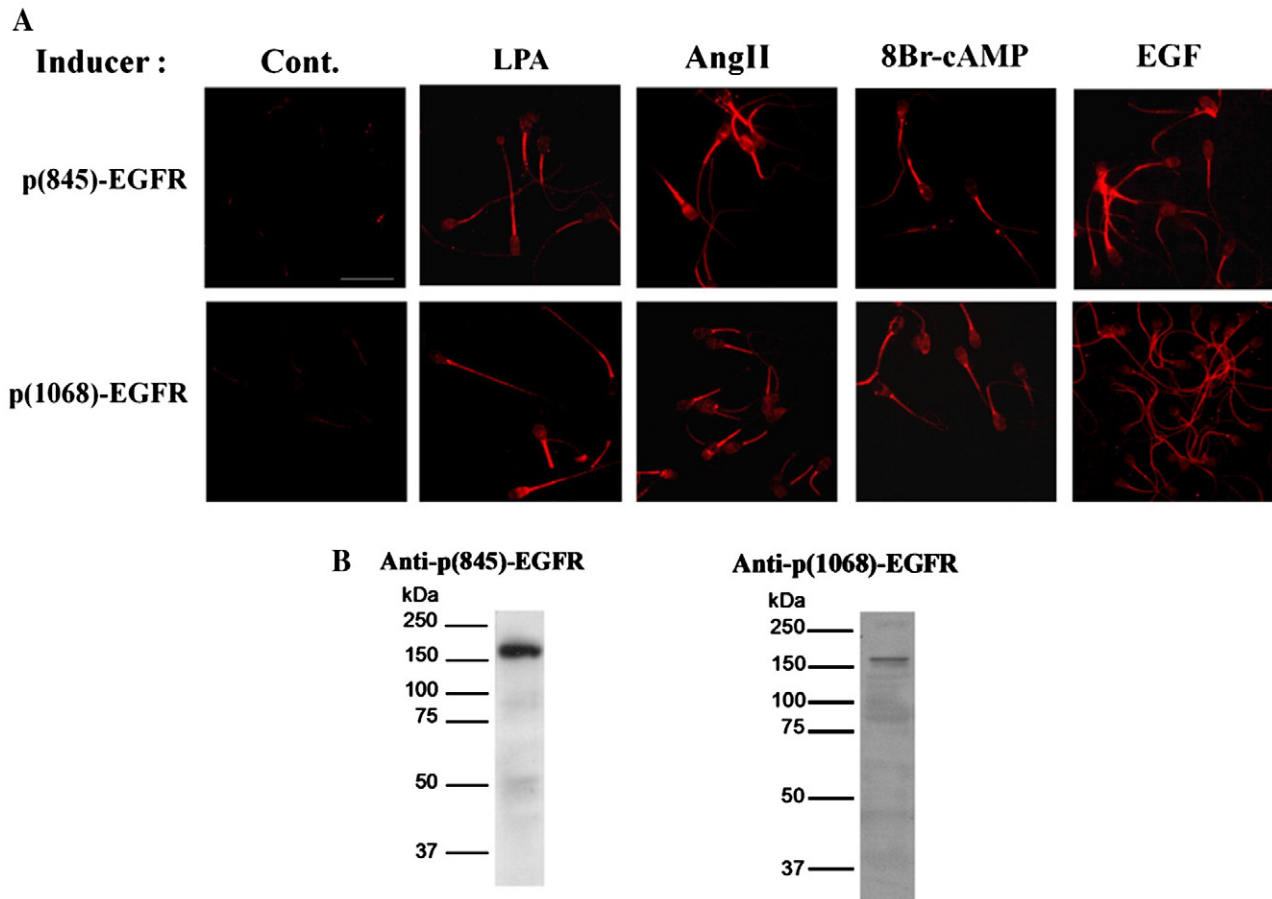 A
Inducer : Cont. LPA AngII 8Br-cAMP EGF
p(845)-EGFR
p(1068)-EGFR
B Anti-p(845)-EGFR Anti-p(1068)-EGFR
kDa kDa
250 250
150 150
100 100
75 75
50 50
37 37